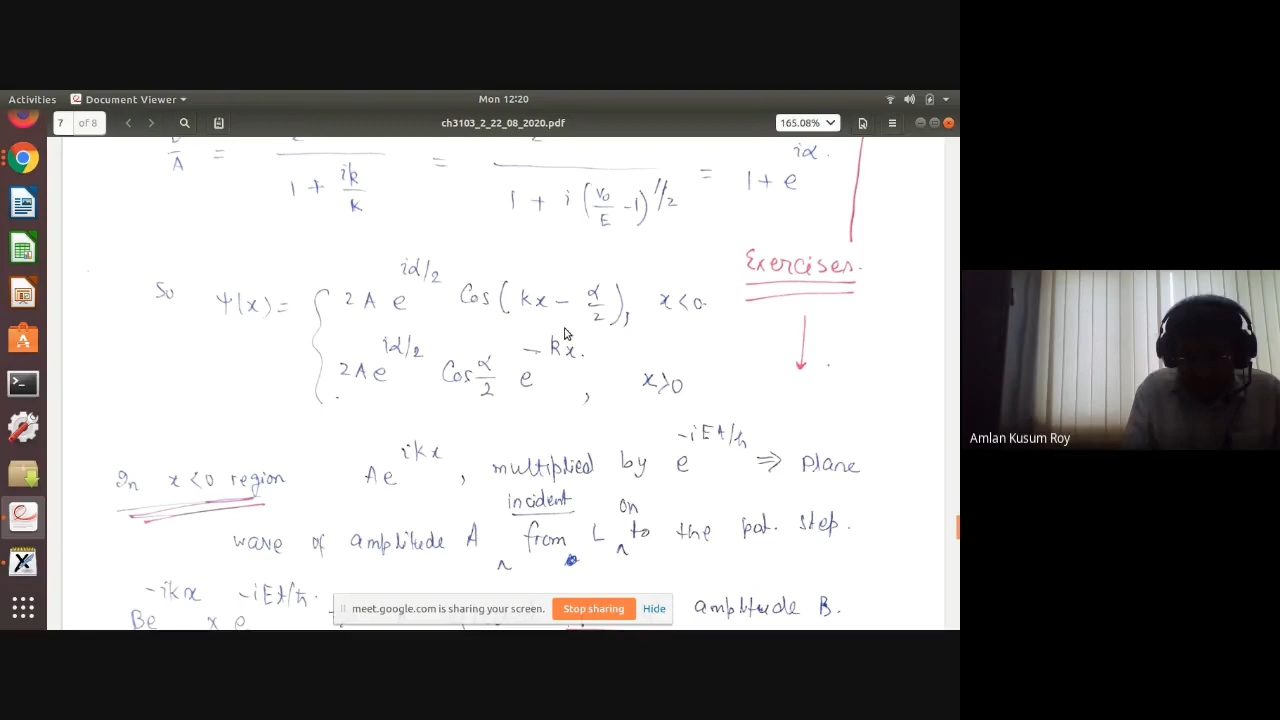 Activities Document Viewer Mon 12:20
7 of 8 ch3103_2_22_08_2020.pdf 165.08%
A = 1 + ik/k = 1 + i (V₀/E - 1)^1/2 = 1 + e^iα.
Exercises.
So Ψ(x) = { 2A e^iα/2 Cos(kx - α/2), x<0.
2A e^iα/2 Cos α/2 e^-kx. , x>0
In x<0 region Ae^ikx , multiplied by e^-iEt/ħ ⇒ plane
incident on
wave of amplitude A from L to the pot. step.
Be^-ikx x e^-iEt/ħ. amplitude B.
meet.google.com is sharing your screen. Stop sharing Hide
Amlan Kusum Roy